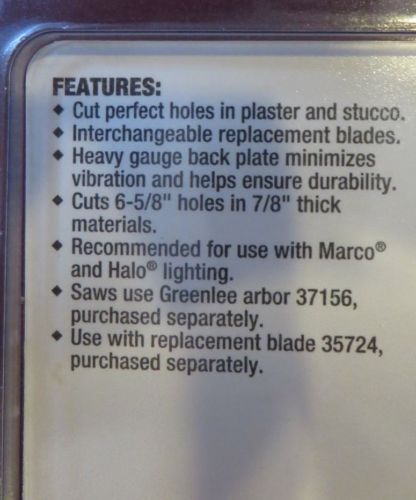 FEATURES:
◆ Cut perfect holes in plaster and stucco.
◆ Interchangeable replacement blades.
◆ Heavy gauge back plate minimizes
vibration and helps ensure durability.
◆ Cuts 6-5/8" holes in 7/8" thick
materials.
◆ Recommended for use with Marco®
and Halo® lighting.
◆ Saws use Greenlee arbor 37156,
purchased separately.
◆ Use with replacement blade 35724,
purchased separately.